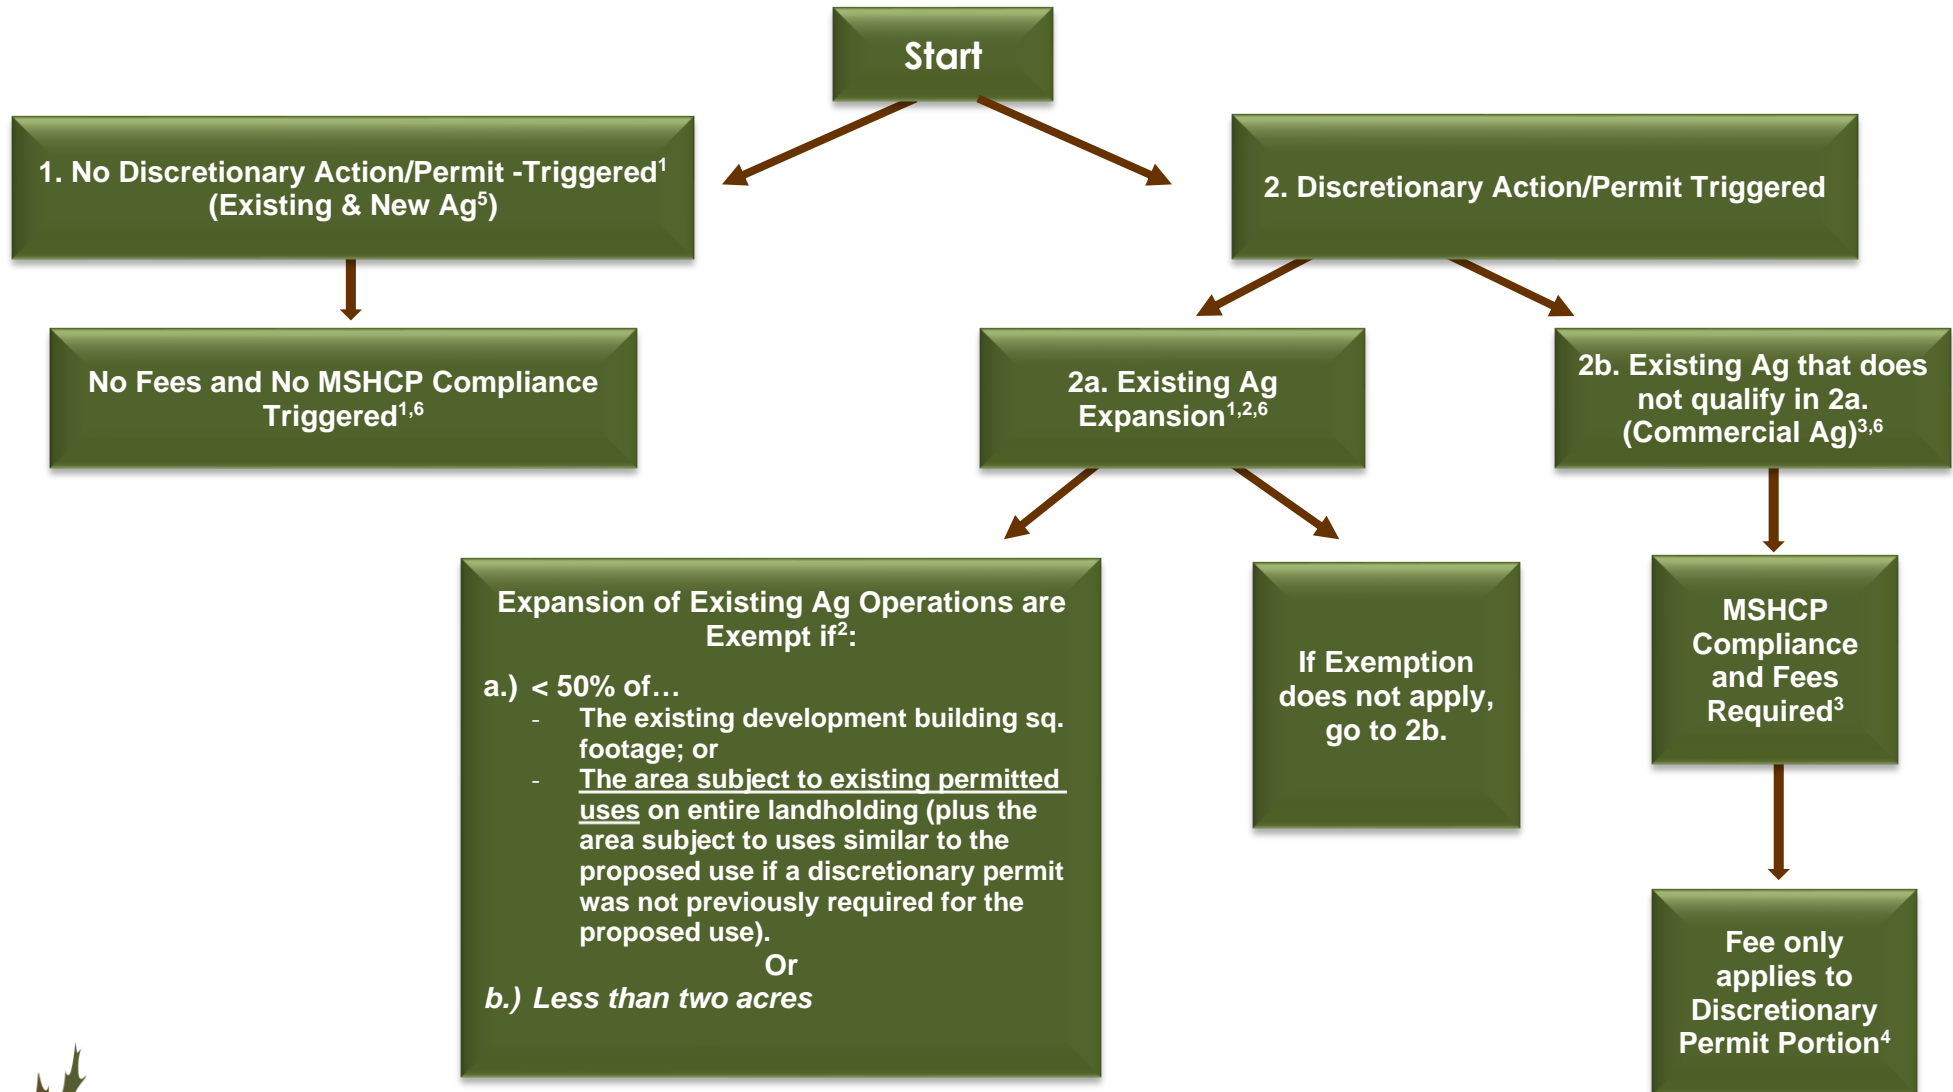 Start
1. No Discretionary Action/Permit -Triggered¹
(Existing & New Ag⁵)
2. Discretionary Action/Permit Triggered
No Fees and No MSHCP Compliance
Triggered¹,⁶
2a. Existing Ag
Expansion¹,²,⁶
2b. Existing Ag that does
not qualify in 2a.
(Commercial Ag)³,⁶
Expansion of Existing Ag Operations are
Exempt if²:
a.) < 50% of…
- The existing development building sq.
footage; or
- The area subject to existing permitted
uses on entire landholding (plus the
area subject to uses similar to the
proposed use if a discretionary permit
was not previously required for the
proposed use).
Or
b.) Less than two acres
If Exemption
does not apply,
go to 2b.
MSHCP
Compliance
and Fees
Required³
Fee only
applies to
Discretionary
Permit Portion⁴